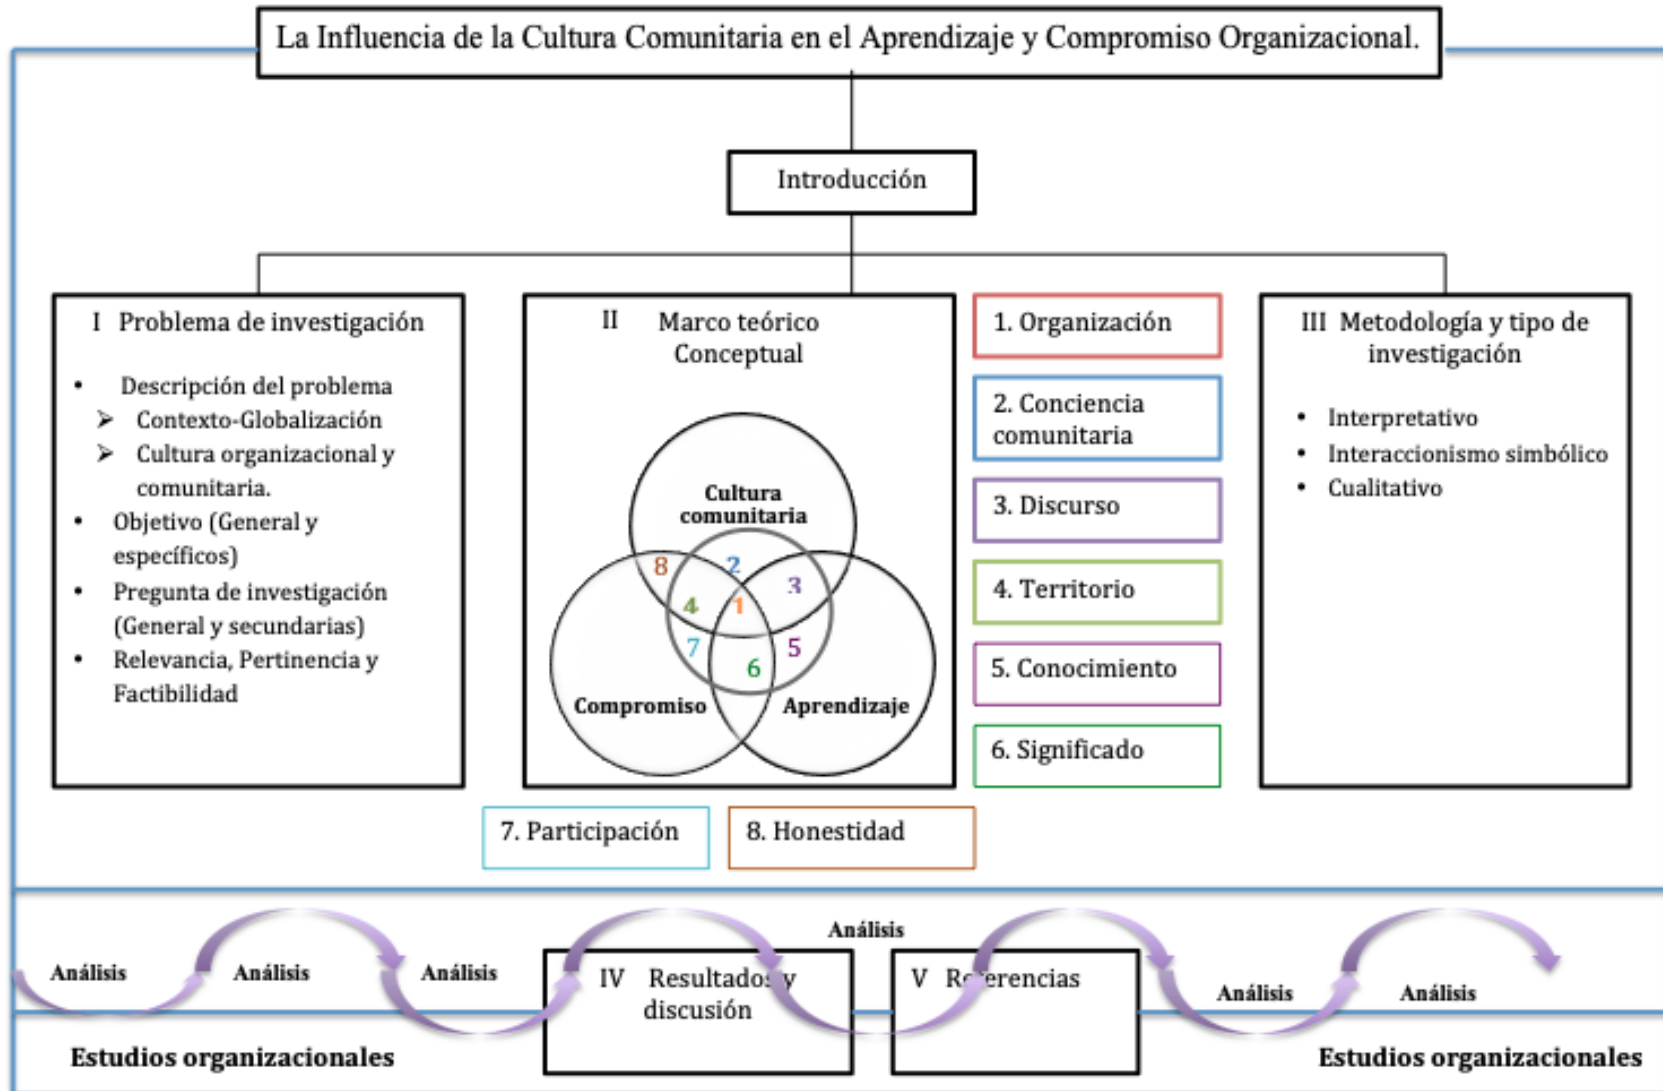 La Influencia de la Cultura Comunitaria en el Aprendizaje y Compromiso Organizacional.
Introducción
I Problema de investigación
• Descripción del problema
➢ Contexto-Globalización
➢ Cultura organizacional y
comunitaria.
• Objetivo (General y
específicos)
• Pregunta de investigación
(General y secundarias)
• Relevancia, Pertinencia y
Factibilidad
II Marco teórico
Conceptual
Cultura
comunitaria
8
2
3
4
1
7
5
6
Compromiso
Aprendizaje
1. Organización
2. Conciencia
comunitaria
3. Discurso
4. Territorio
5. Conocimiento
6. Significado
7. Participación
8. Honestidad
III Metodología y tipo de
investigación
• Interpretativo
• Interaccionismo simbólico
• Cualitativo
Análisis
Análisis
Análisis
Análisis
Análisis
Análisis
IV Resultados y
discusión
V Referencias
Estudios organizacionales
Estudios organizacionales